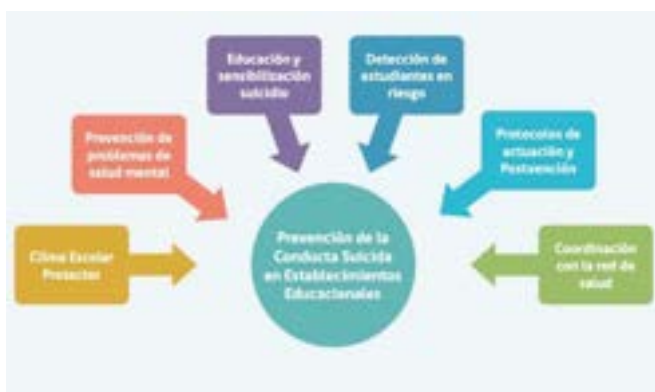 Educación y
sensibilización
suicidio
Detección de
estudiantes en
riesgo
Prevención de
problemas de
salud mental
Protocolos de
actuación y
Postvención
Clima Escolar
Protector
Prevención de la
Conducta Suicida
en Establecimientos
Educacionales
Coordinación
con la red de
salud